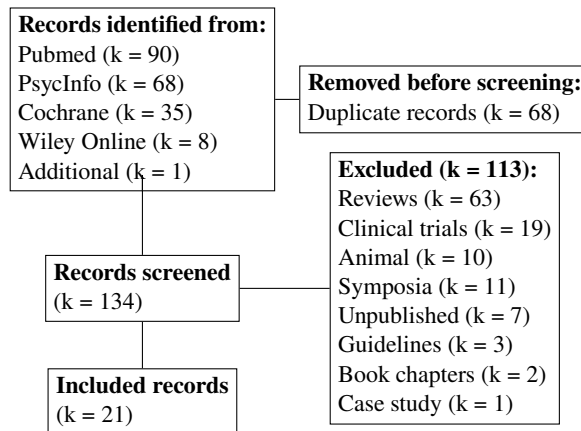 Records identified from:
Pubmed (k = 90)
PsycInfo (k = 68)
Cochrane (k = 35)
Wiley Online (k = 8)
Additional (k = 1)
Removed before screening:
Duplicate records (k = 68)
Records screened
(k = 134)
Excluded (k = 113):
Reviews (k = 63)
Clinical trials (k = 19)
Animal (k = 10)
Symposia (k = 11)
Unpublished (k = 7)
Guidelines (k = 3)
Book chapters (k = 2)
Case study (k = 1)
Included records
(k = 21)